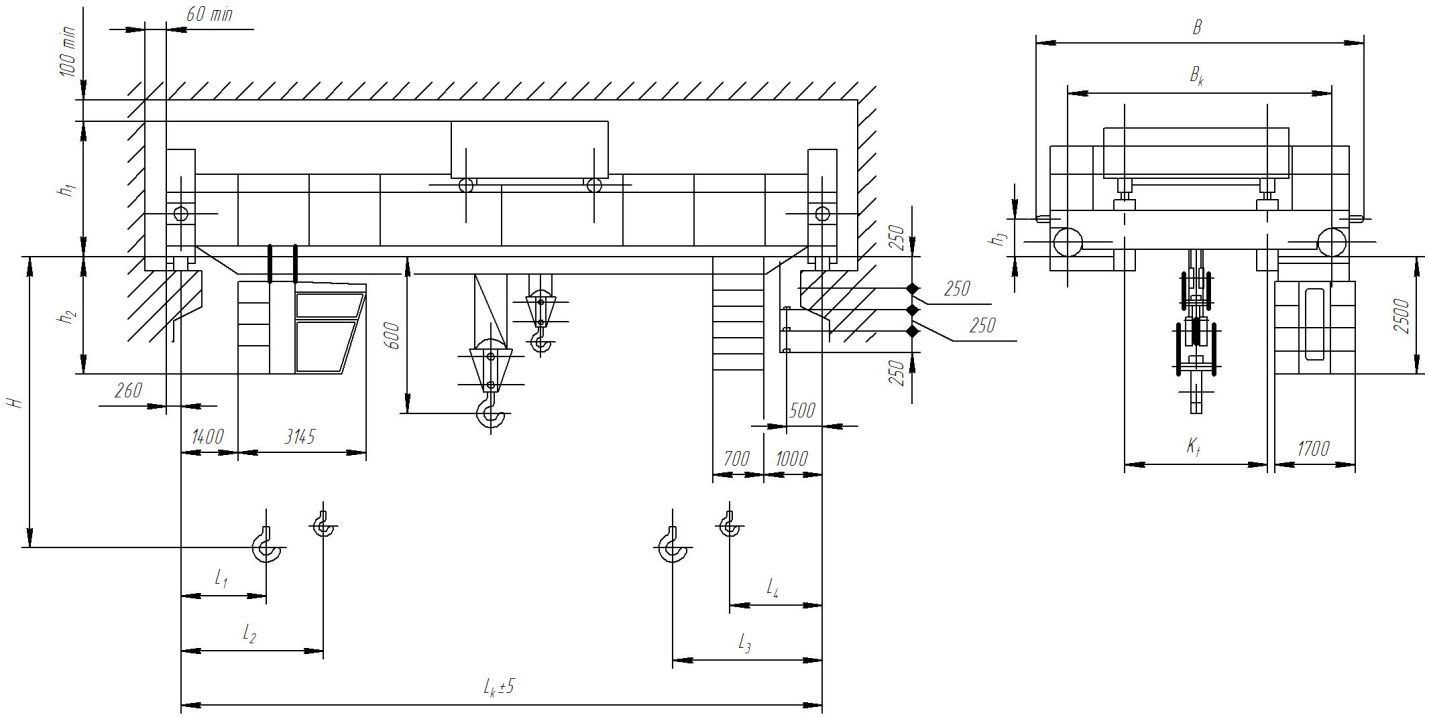 60 min
B
100 min
Bₖ
h₁
h₃
250
250
h₂
600
2500
250
250
260
H
500
1400
3145
700
1000
Kₜ
1700
L₁
L₄
L₂
L₃
Lₖ±5